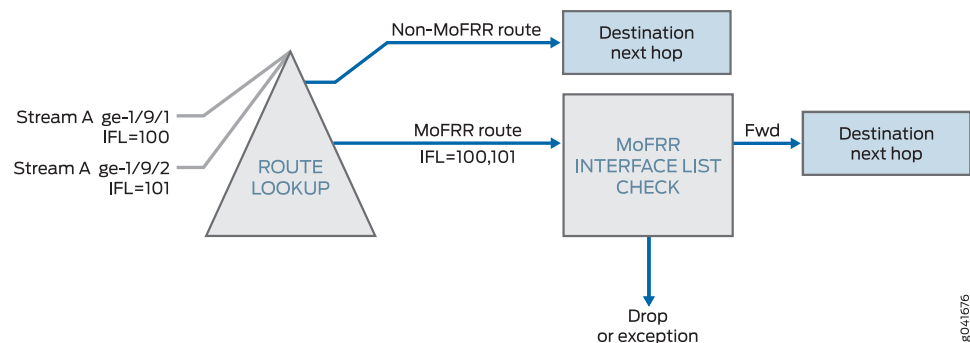 Non-MoFRR route
Destination
next hop
Stream A ge-1/9/1
IFL=100
Stream A ge-1/9/2
IFL=101
ROUTE
LOOKUP
MoFRR route
IFL=100,101
MoFRR
INTERFACE LIST
CHECK
Fwd
Destination
next hop
Drop
or exception
g041676